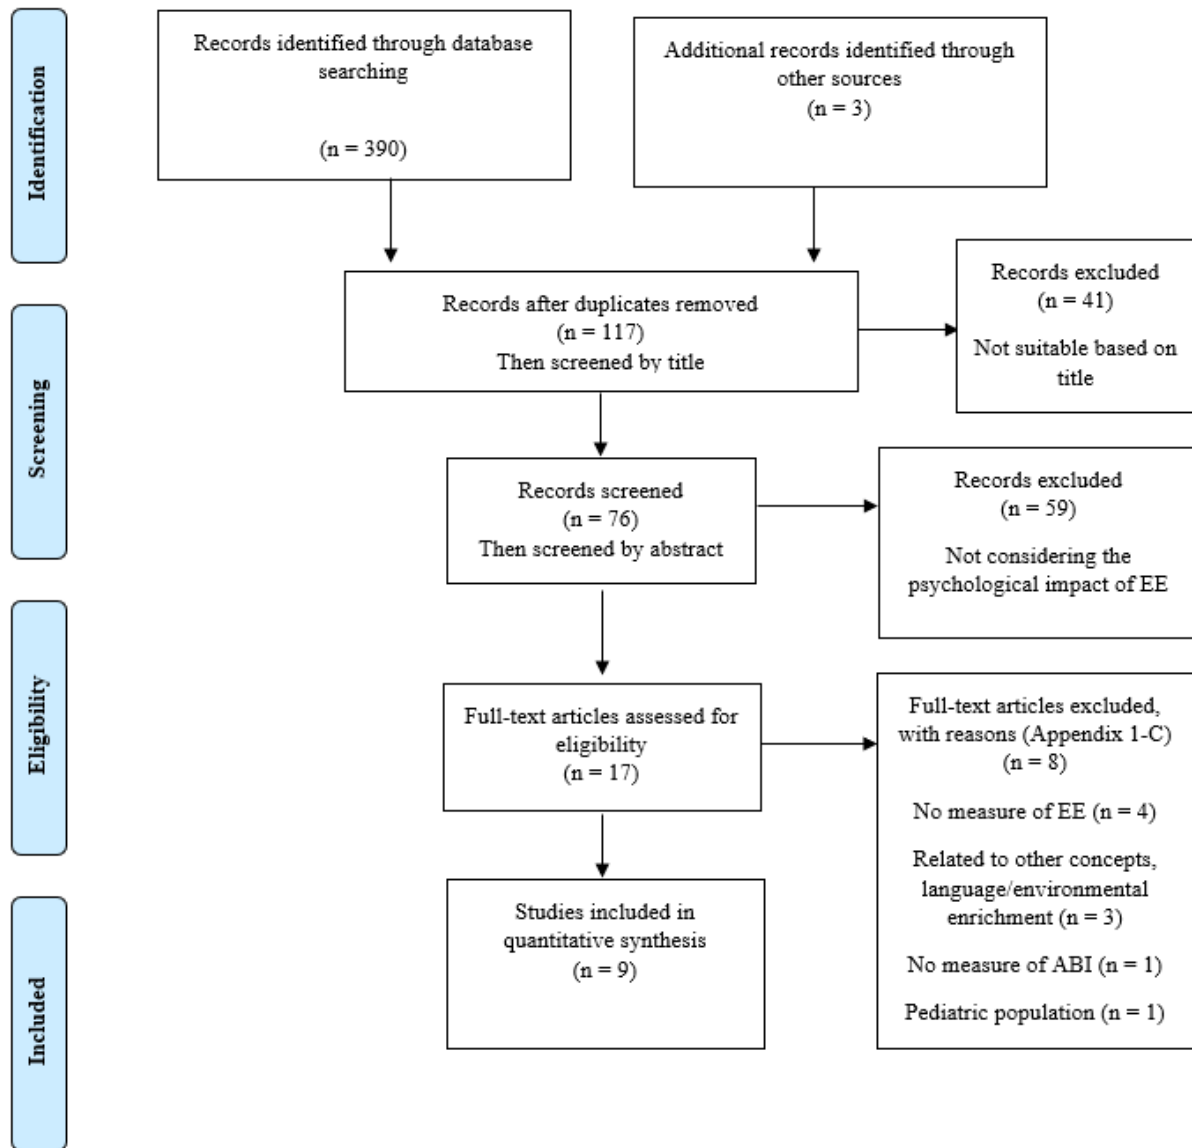 Identification
Records identified through database
searching
(n = 390)
Additional records identified through
other sources
(n = 3)
Records after duplicates removed
(n = 117)
Then screened by title
Records excluded
(n = 41)
Not suitable based on
title
Screening
Records screened
(n = 76)
Then screened by abstract
Records excluded
(n = 59)
Not considering the
psychological impact of EE
Eligibility
Full-text articles assessed for
eligibility
(n = 17)
Full-text articles excluded,
with reasons (Appendix 1-C)
(n = 8)
No measure of EE (n = 4)
Related to other concepts,
language/environmental
enrichment (n = 3)
No measure of ABI (n = 1)
Pediatric population (n = 1)
Included
Studies included in
quantitative synthesis
(n = 9)